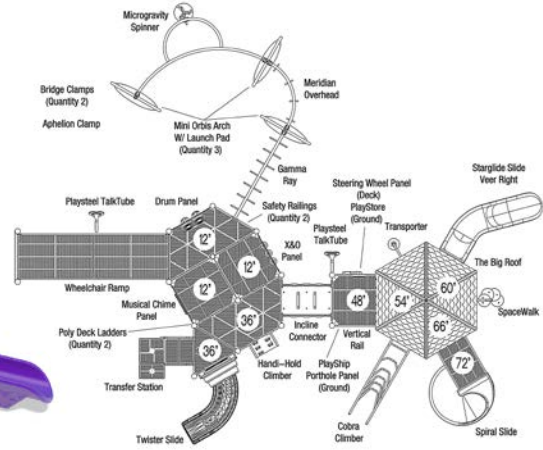 Microgravity
Spinner
Bridge Clamps
(Quantity 2)
Aphelion Clamp
Meridian
Overhead
Mini Orbis Arch
W/ Launch Pad
(Quantity 3)
Gamma
Ray
Steering Wheel Panel
(Deck)
PlayStore
(Ground)
Starglide Slide
Veer Right
Playsteel TalkTube
Drum Panel
Safety Railings
(Quantity 2)
Playsteel
TalkTube
Transporter
12"
X&O
Panel
12"
The Big Roof
Wheelchair Ramp
12"
60"
48"
54"
SpaceWalk
Musical Chime
Panel
36"
66"
Poly Deck Ladders
(Quantity 2)
Incline
Connector
Vertical
Rail
36"
72"
Handi-Hold
Climber
PlayShip
Porthole Panel
(Ground)
Transfer Station
Cobra
Climber
Spiral Slide
Twister Slide